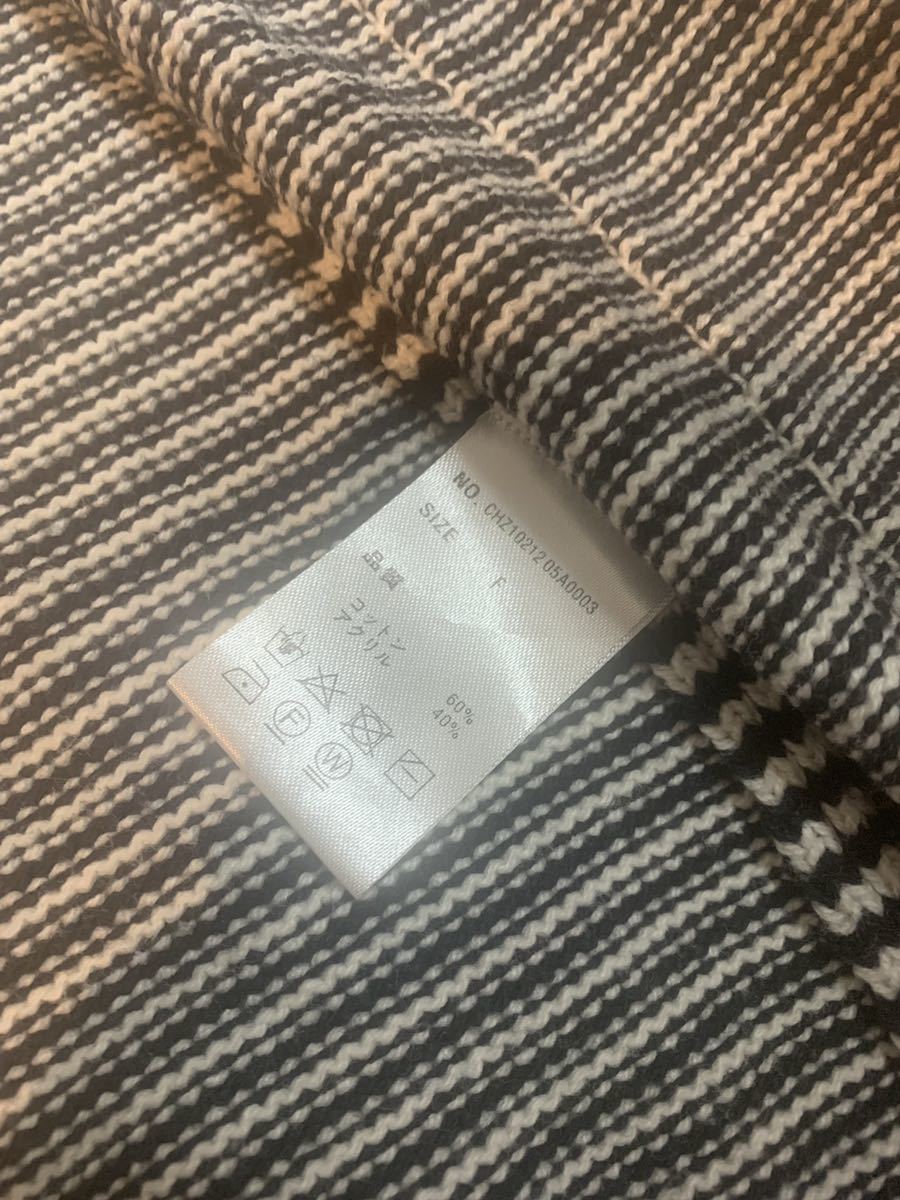 NO. CHZ1021205A0003
SIZE F
品質
コットン 60%
アクリル 40%
F
W